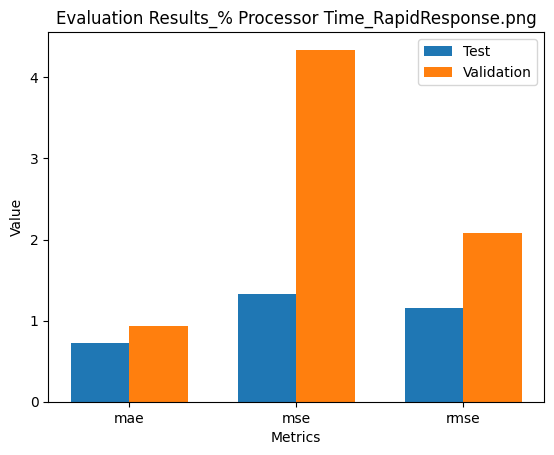 Evaluation Results_% Processor Time_RapidResponse.png
Test
Validation
4
3
2
1
0
Value
mae
mse
rmse
Metrics